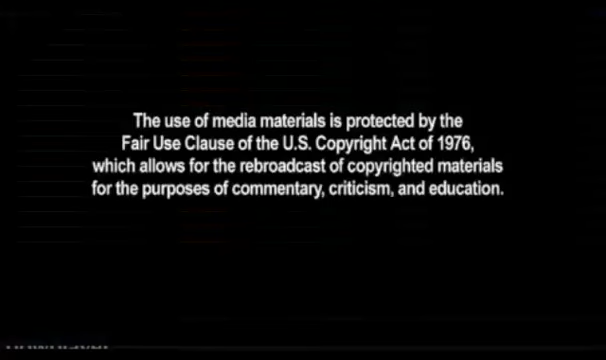 The use of media materials is protected by the
Fair Use Clause of the U.S. Copyright Act of 1976,
which allows for the rebroadcast of copyrighted materials
for the purposes of commentary, criticism, and education.